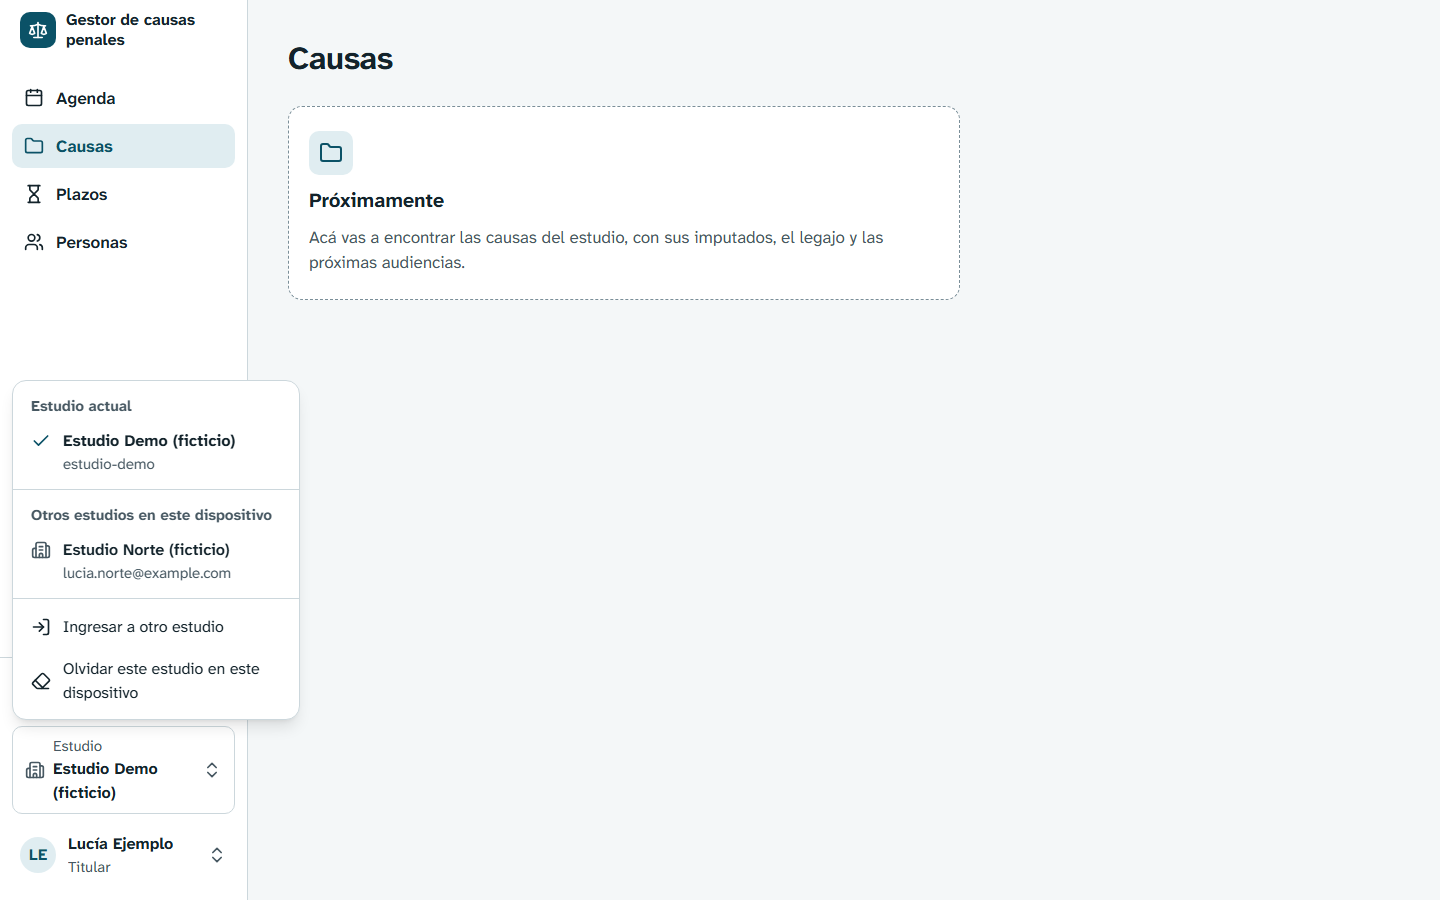 Gestor de causas
penales
Agenda
Causas
Plazos
Personas
Causas
Próximamente
Acá vas a encontrar las causas del estudio, con sus imputados, el legajo y las
próximas audiencias.
Estudio actual
Estudio Demo (ficticio)
estudio-demo
Otros estudios en este dispositivo
Estudio Norte (ficticio)
lucia.norte@example.com
Ingresar a otro estudio
Olvidar este estudio en este
dispositivo
Estudio
Estudio Demo
(ficticio)
LE
Lucía Ejemplo
Titular